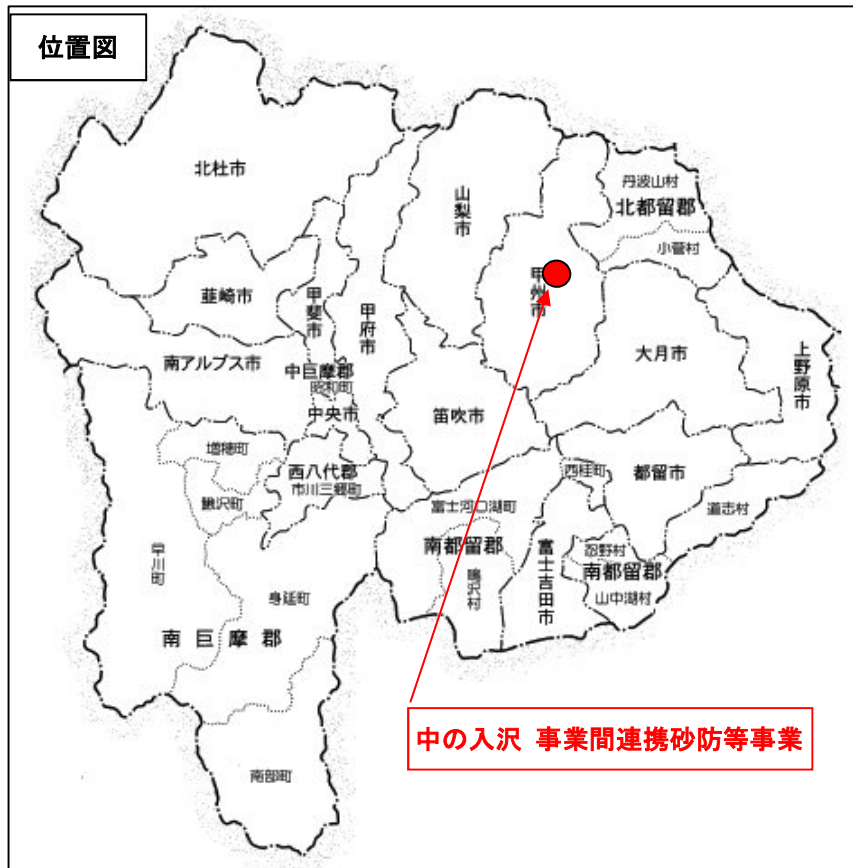 位置図
北杜市
丹波山村
北都留郡
小菅村
山梨市
甲州市
韮崎市
甲斐市
甲府市
大月市
上野原市
南アルプス市
中巨摩郡
昭和町
中央市
笛吹市
増穂町
西八代郡
市川三郷町
西桂町
都留市
鰍沢町
富士河口湖町
道志村
早川町
南都留郡
鳴沢村
富士吉田市
忍野村
南都留郡
山中湖村
身延町
南巨摩郡
中の入沢 事業間連携砂防等事業
南部町